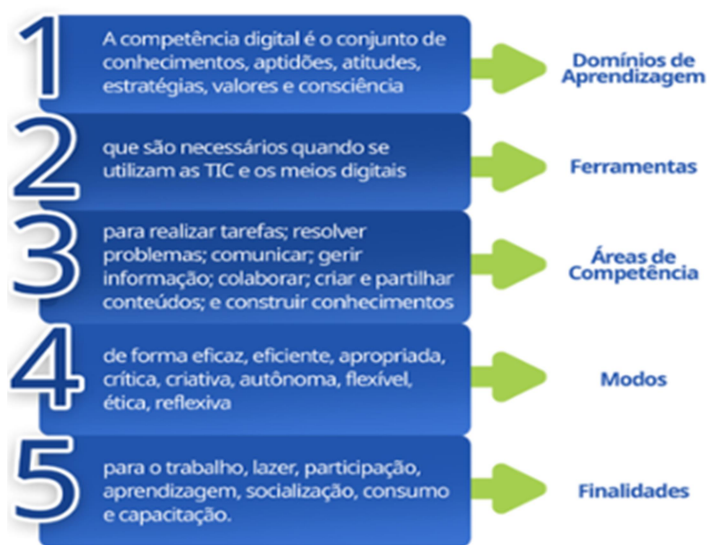 1
A competência digital é o conjunto de
conhecimentos, aptidões, atitudes,
estratégias, valores e consciência
Domínios de
Aprendizagem
2
que são necessários quando se
utilizam as TIC e os meios digitais
Ferramentas
3
para realizar tarefas; resolver
problemas; comunicar; gerir
informação; colaborar; criar e partilhar
conteúdos; e construir conhecimentos
Áreas de
Competência
4
de forma eficaz, eficiente, apropriada,
crítica, criativa, autônoma, flexível,
ética, reflexiva
Modos
5
para o trabalho, lazer, participação,
aprendizagem, socialização, consumo
e capacitação.
Finalidades